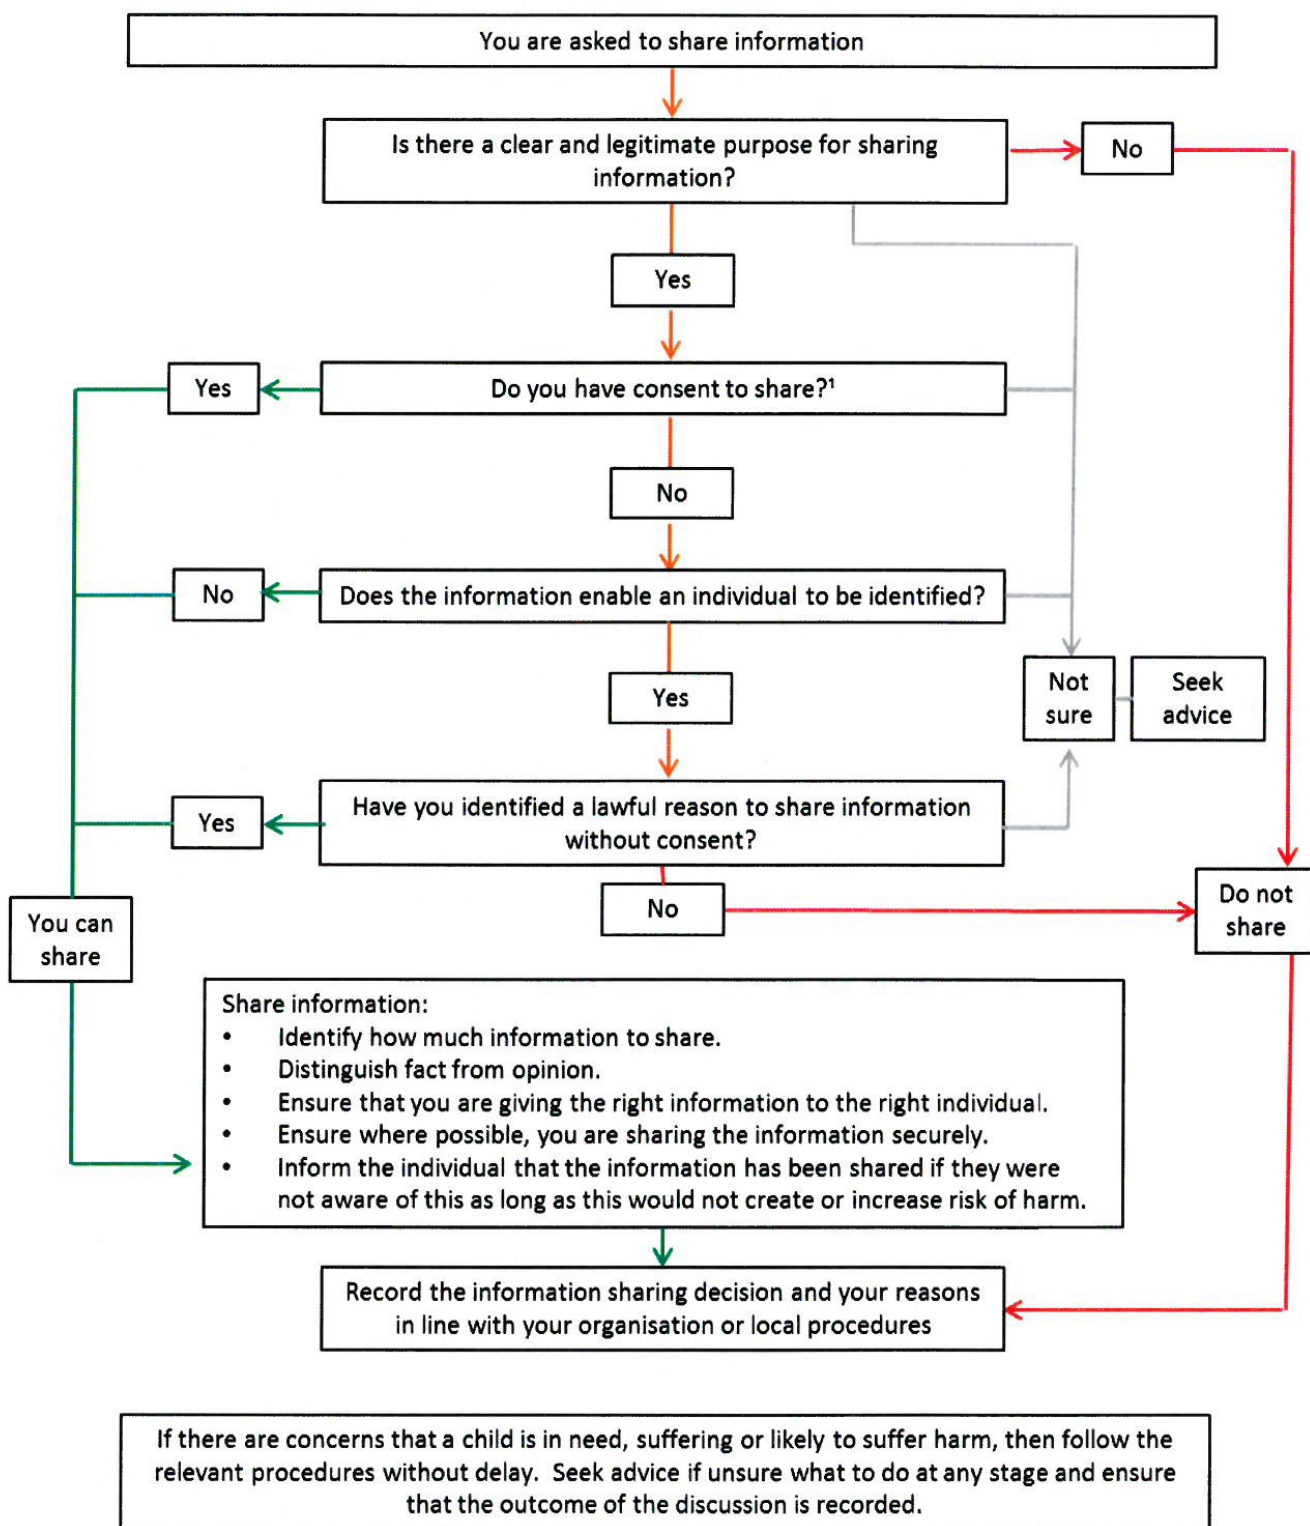 You are asked to share information
Is there a clear and legitimate purpose for sharing
information?
No
Yes
Do you have consent to share?¹
Yes
No
Does the information enable an individual to be identified?
No
Yes
Not
sure
Seek
advice
Have you identified a lawful reason to share information
without consent?
Yes
No
Do not
share
You can
share
Share information:
• Identify how much information to share.
• Distinguish fact from opinion.
• Ensure that you are giving the right information to the right individual.
• Ensure where possible, you are sharing the information securely.
• Inform the individual that the information has been shared if they were
not aware of this as long as this would not create or increase risk of harm.
Record the information sharing decision and your reasons
in line with your organisation or local procedures
If there are concerns that a child is in need, suffering or likely to suffer harm, then follow the
relevant procedures without delay. Seek advice if unsure what to do at any stage and ensure
that the outcome of the discussion is recorded.